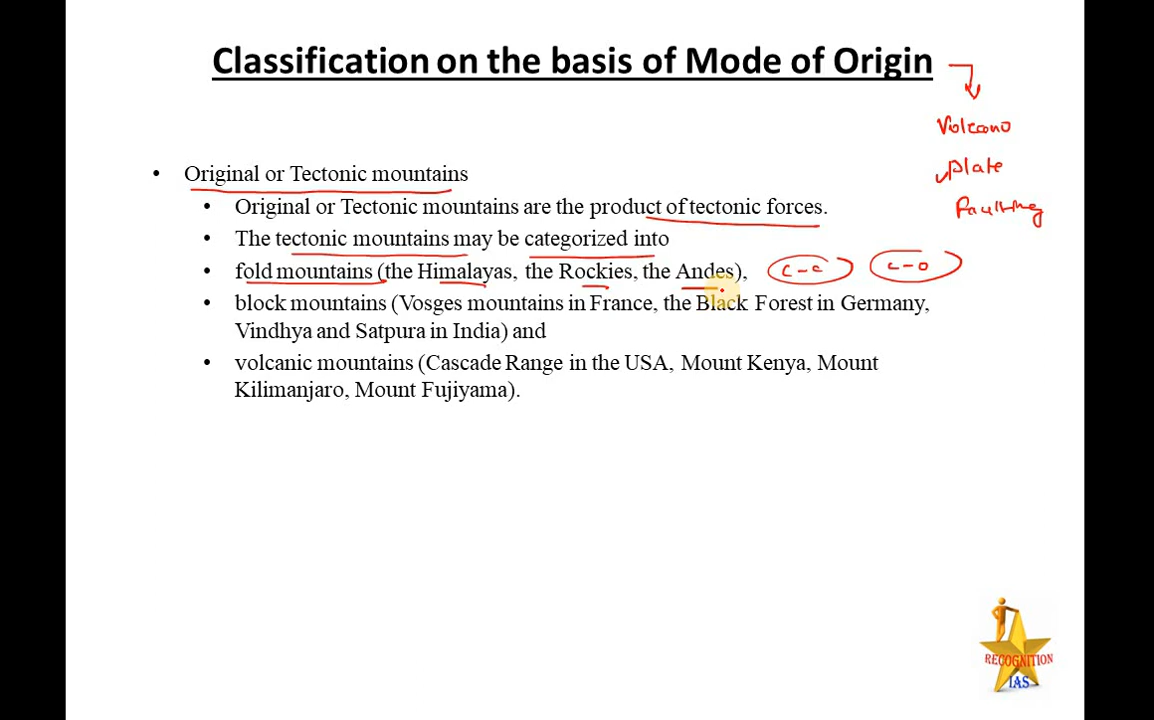 Classification on the basis of Mode of Origin
Volcano
Plate
Faulting
• Original or Tectonic mountains
• Original or Tectonic mountains are the product of tectonic forces.
• The tectonic mountains may be categorized into
• fold mountains (the Himalayas, the Rockies, the Andes), C-C C-O
• block mountains (Vosges mountains in France, the Black Forest in Germany,
Vindhya and Satpura in India) and
• volcanic mountains (Cascade Range in the USA, Mount Kenya, Mount
Kilimanjaro, Mount Fujiyama).
RECOGNITION
IAS